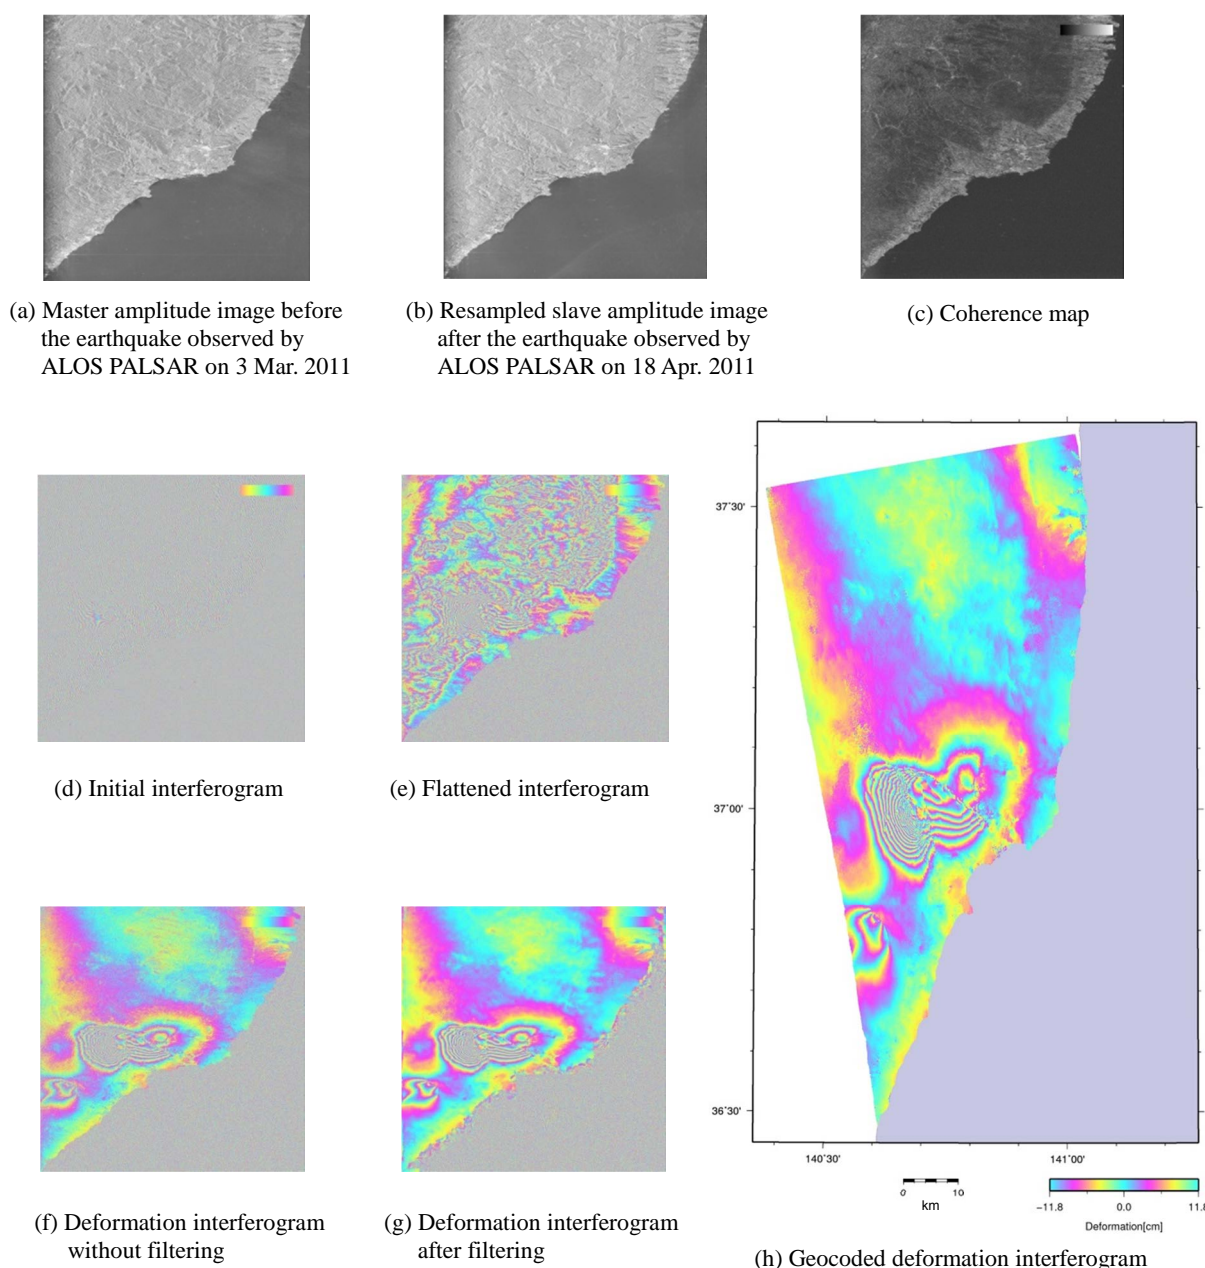 (a) Master amplitude image before
the earthquake observed by
ALOS PALSAR on 3 Mar. 2011
(b) Resampled slave amplitude image
after the earthquake observed by
ALOS PALSAR on 18 Apr. 2011
(c) Coherence map
(d) Initial interferogram
(e) Flattened interferogram
(f) Deformation interferogram
without filtering
(g) Deformation interferogram
after filtering
37˚30'
37˚00'
36˚30'
140˚30'
141˚00'
0 10
km
−11.8 0.0 11.8
Deformation[cm]
(h) Geocoded deformation interferogram